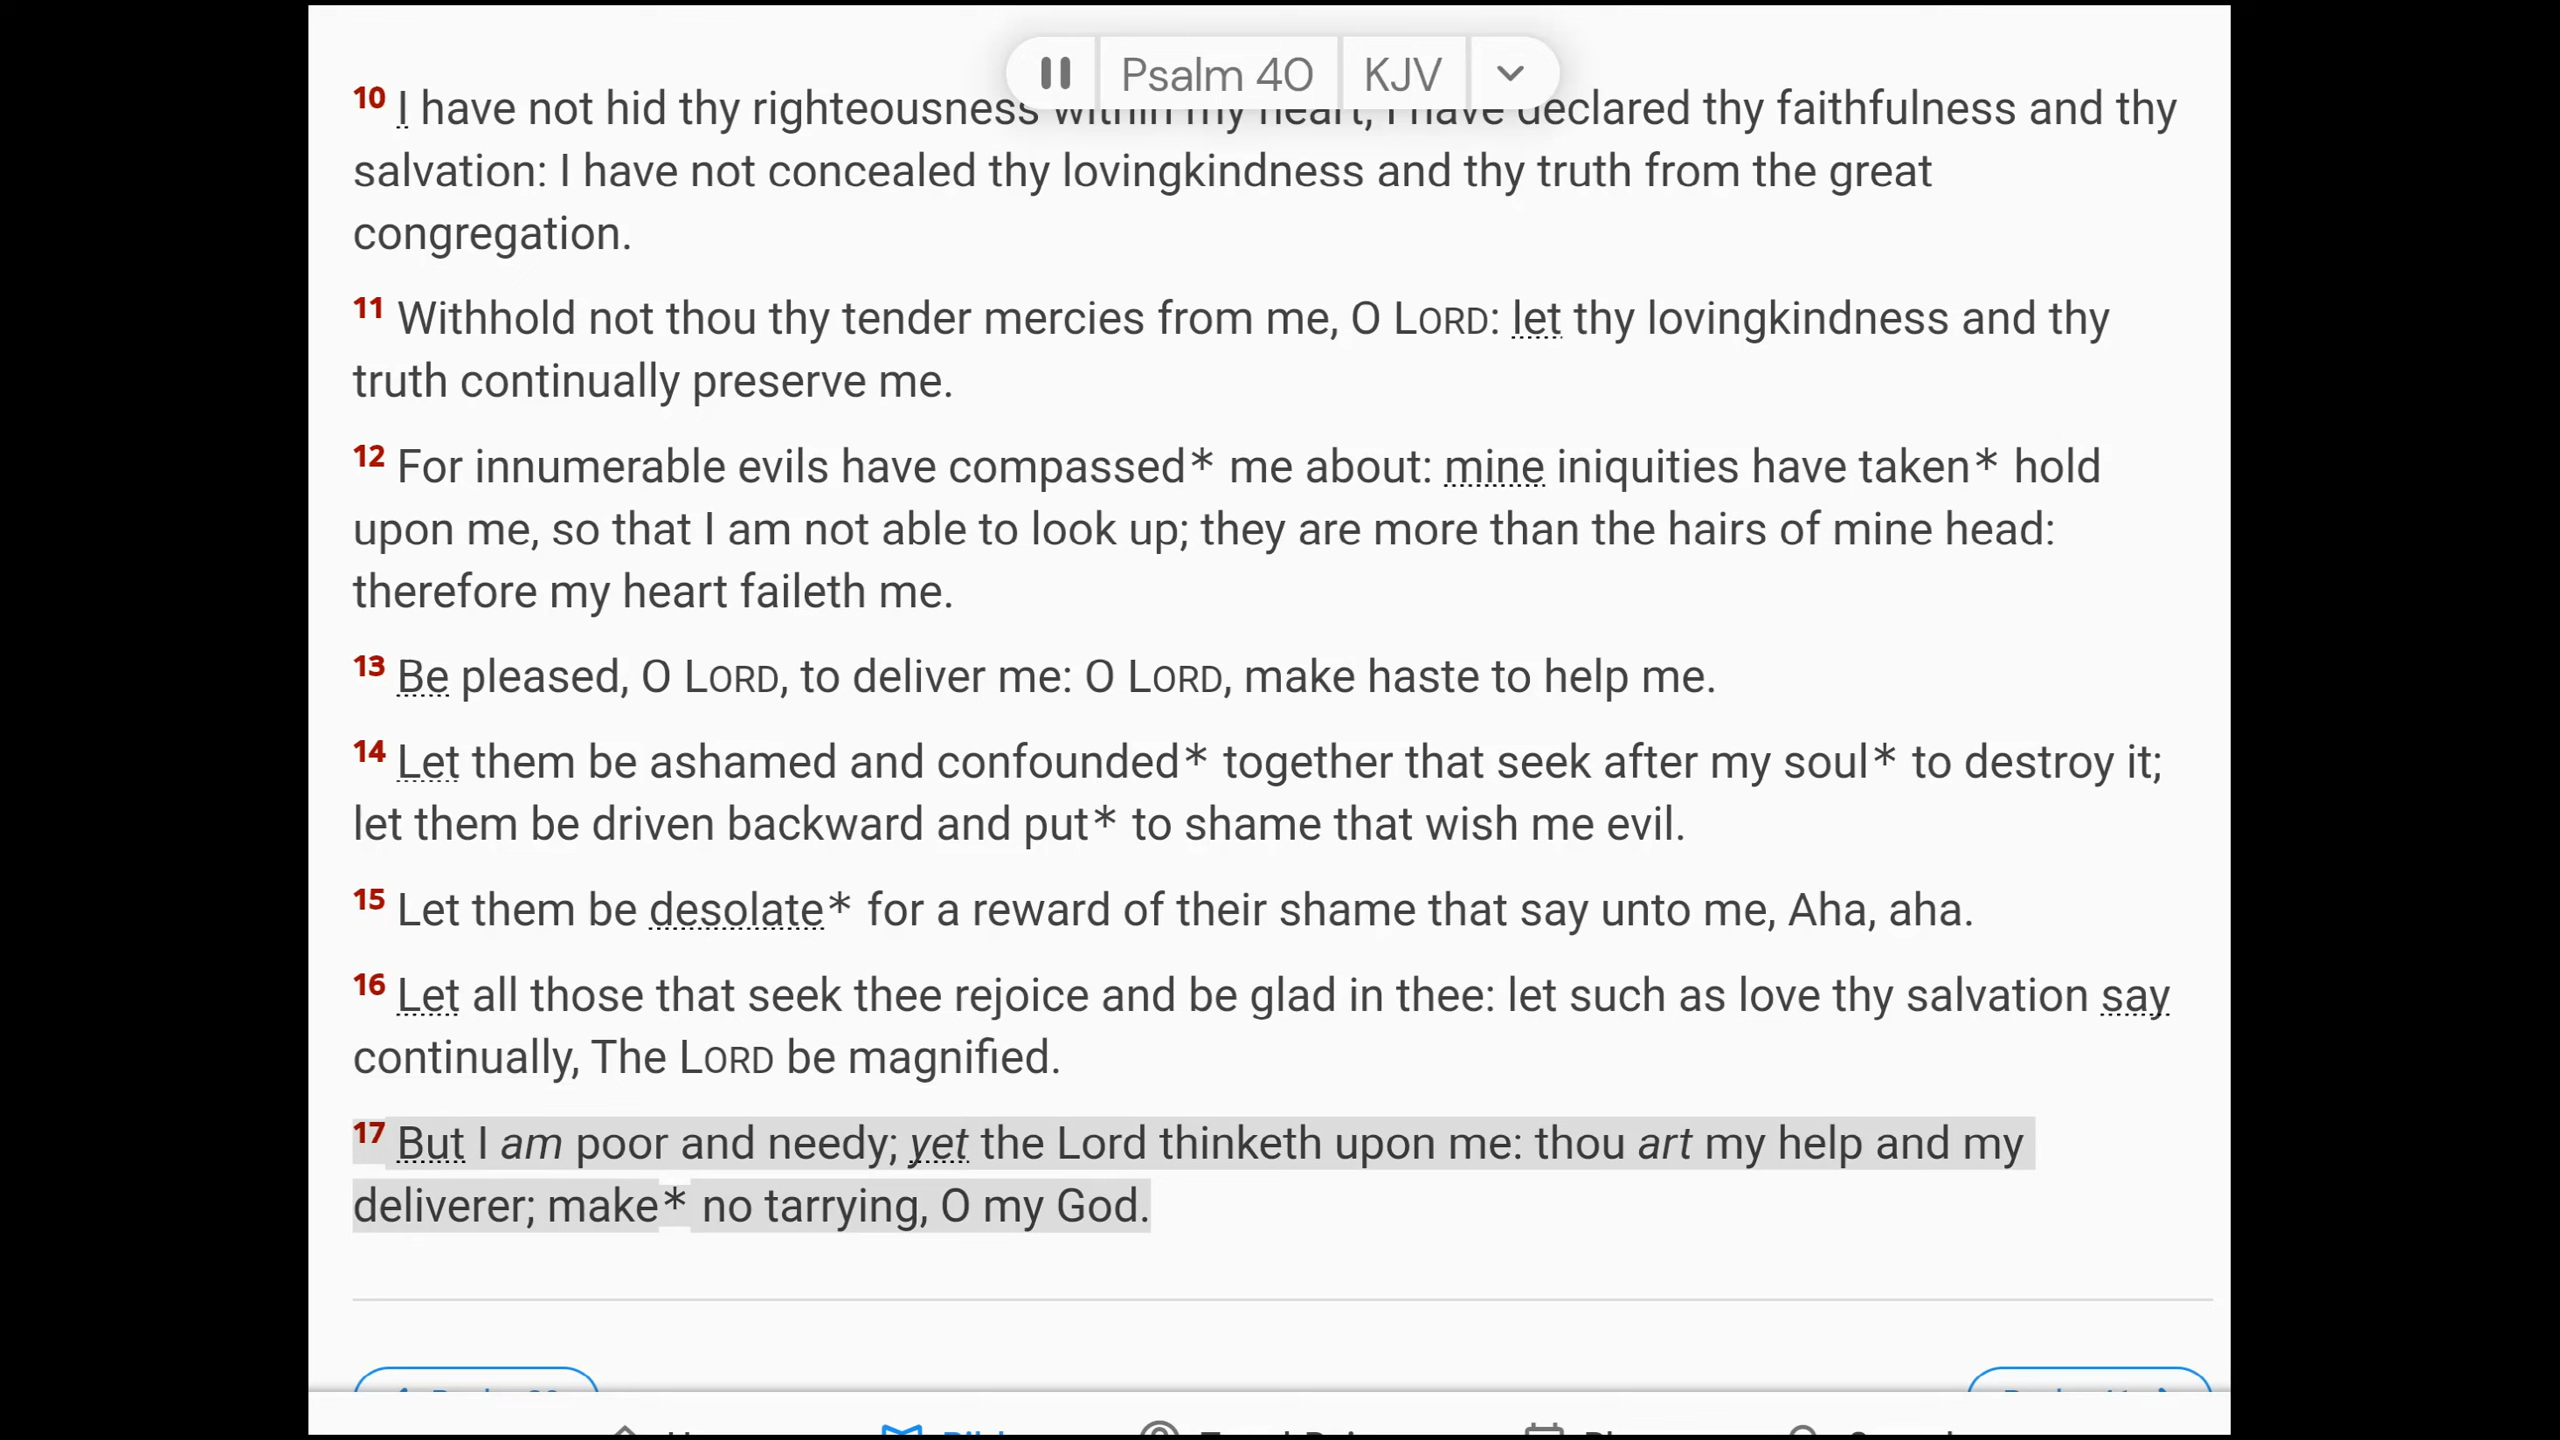 Psalm 40 KJV
10 I have not hid thy righteousness within my heart; I have declared thy faithfulness and thy
salvation: I have not concealed thy lovingkindness and thy truth from the great
congregation.
11 Withhold not thou thy tender mercies from me, O LORD: let thy lovingkindness and thy
truth continually preserve me.
12 For innumerable evils have compassed* me about: mine iniquities have taken* hold
upon me, so that I am not able to look up; they are more than the hairs of mine head:
therefore my heart faileth me.
13 Be pleased, O LORD, to deliver me: O LORD, make haste to help me.
14 Let them be ashamed and confounded* together that seek after my soul* to destroy it;
let them be driven backward and put* to shame that wish me evil.
15 Let them be desolate* for a reward of their shame that say unto me, Aha, aha.
16 Let all those that seek thee rejoice and be glad in thee: let such as love thy salvation say
continually, The LORD be magnified.
17 But I am poor and needy; yet the Lord thinketh upon me: thou art my help and my
deliverer; make* no tarrying, O my God.